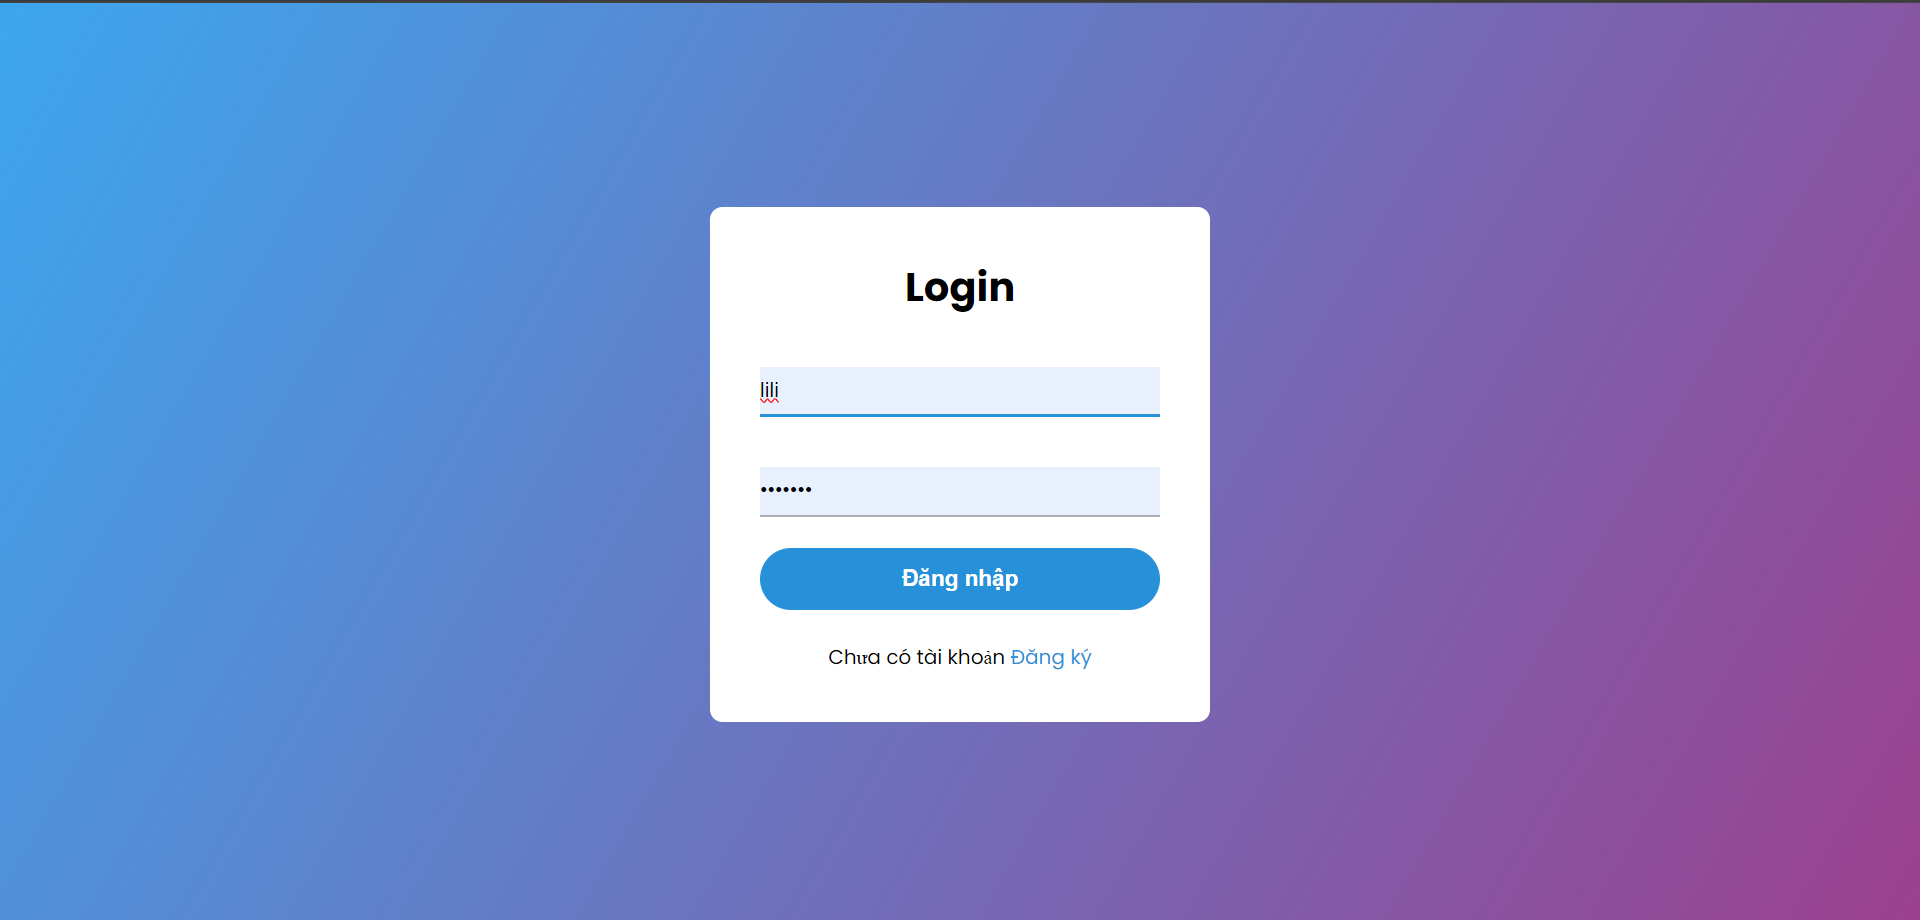 Login
lili
•••••••
Đăng nhập
Chưa có tài khoản Đăng ký